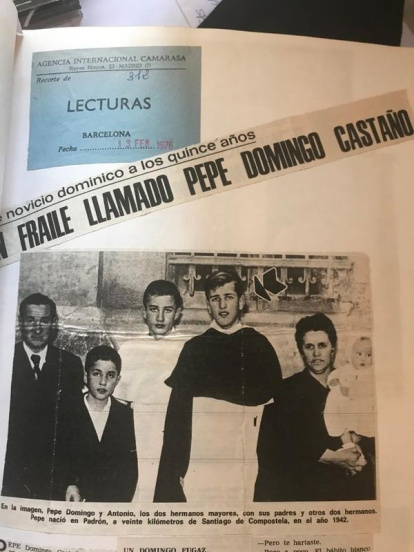 AGENCIA INTERNACIONAL CAMARASA
Recorte de 312
LECTURAS
BARCELONA
Fecha 13 FEB. 1976
novicio dominico a los quince años
FRAILE LLAMADO PEPE DOMINGO CASTAÑO
En la imagen, Pepe Domingo y Antonio, los dos hermanos mayores, con sus padres y otros dos hermanos.
Pepe nació en Padrón, a veinte kilómetros de Santiago de Compostela, en el año 1942.
UN DOMINGO FUGAZ
—Pero te hartaste.